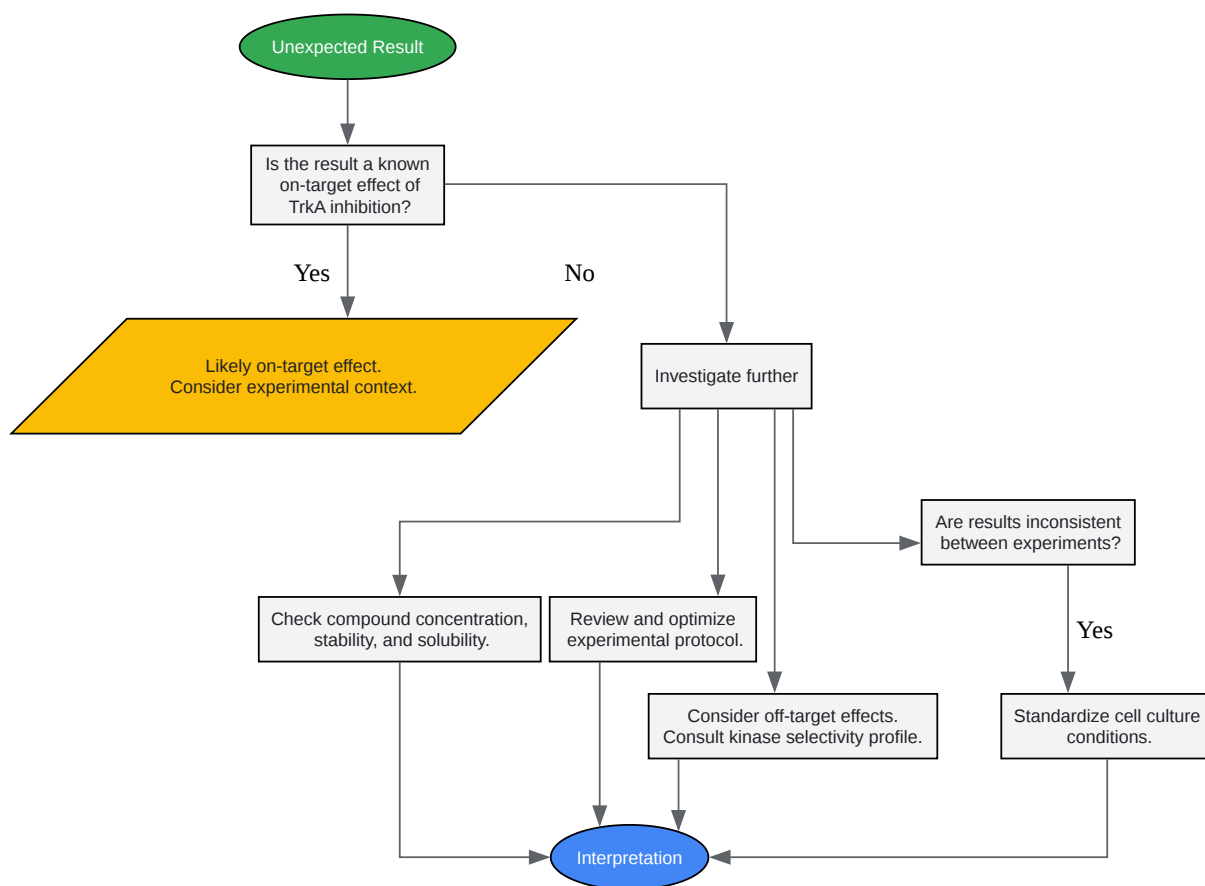 Unexpected Result
Is the result a known
on-target effect of
TrkA inhibition?
Yes
No
Likely on-target effect.
Consider experimental context.
Investigate further
Are results inconsistent
between experiments?
Check compound concentration,
stability, and solubility.
Review and optimize
experimental protocol.
Yes
Consider off-target effects.
Consult kinase selectivity profile.
Standardize cell culture
conditions.
Interpretation